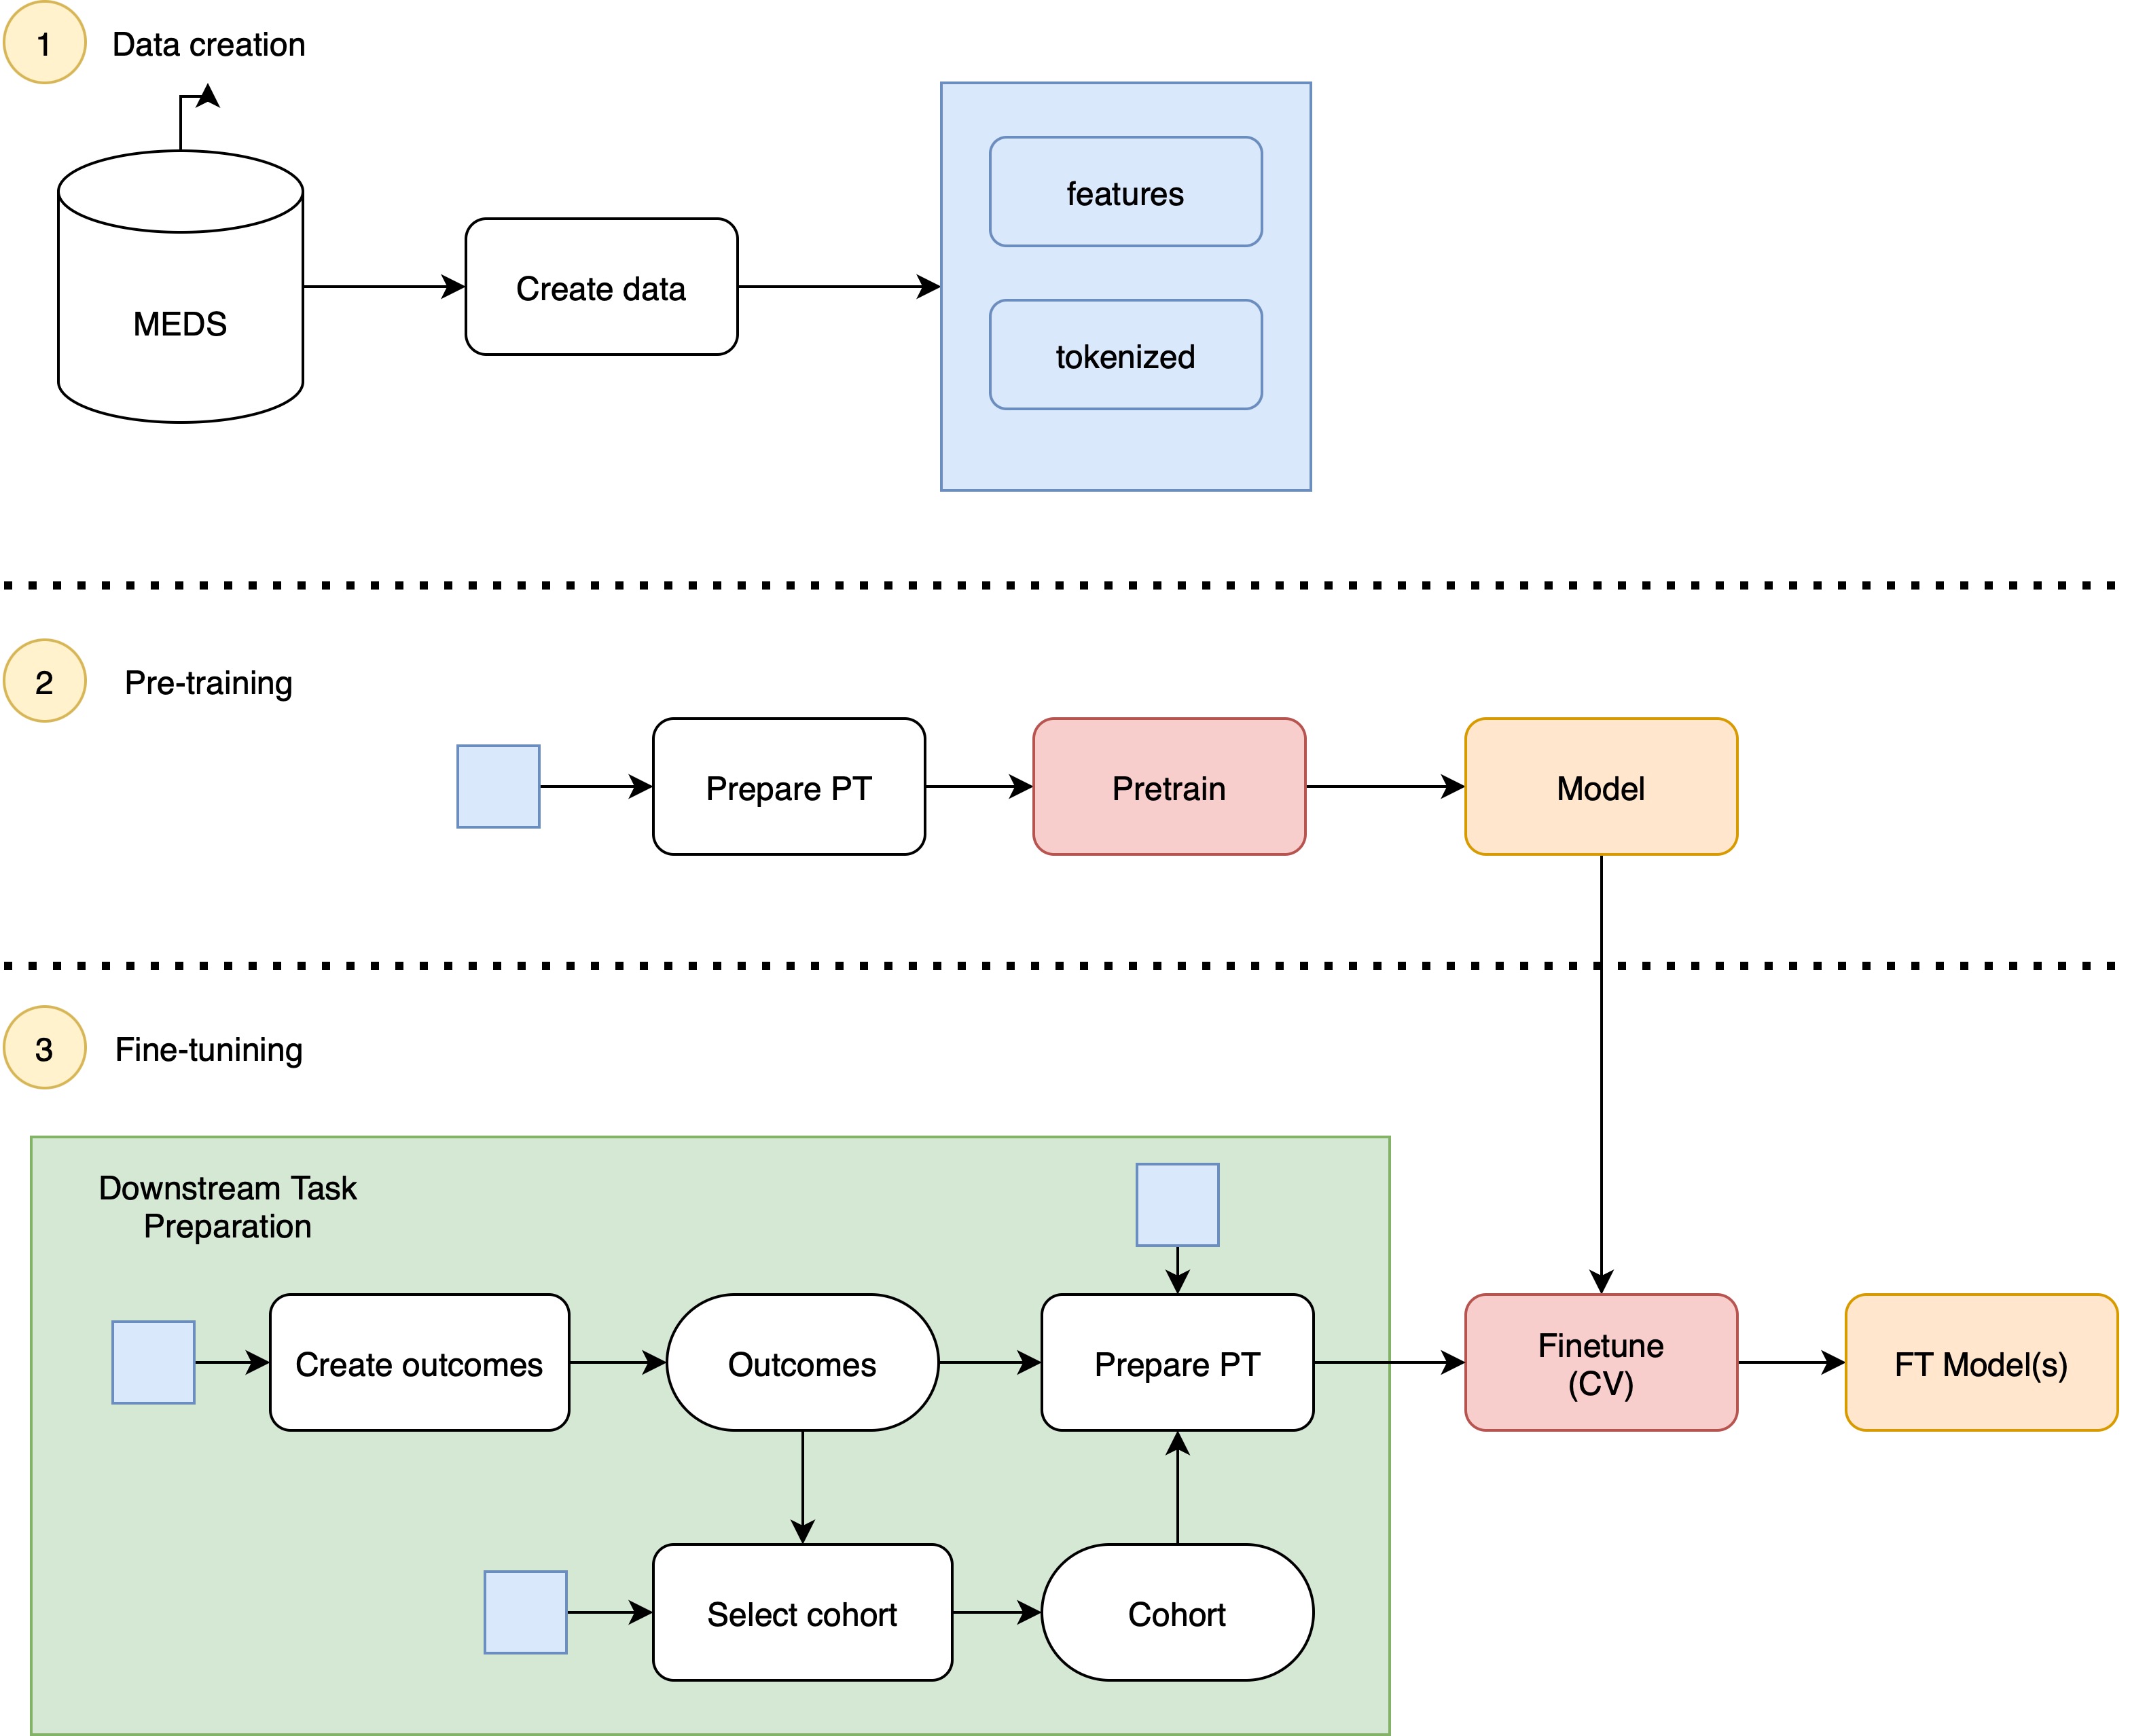 1
Data creation
MEDS
Create data
features
tokenized
2
Pre-training
Prepare PT
Pretrain
Model
3
Fine-tunining
Downstream Task
Preparation
Create outcomes
Outcomes
Prepare PT
Finetune
(CV)
FT Model(s)
Select cohort
Cohort